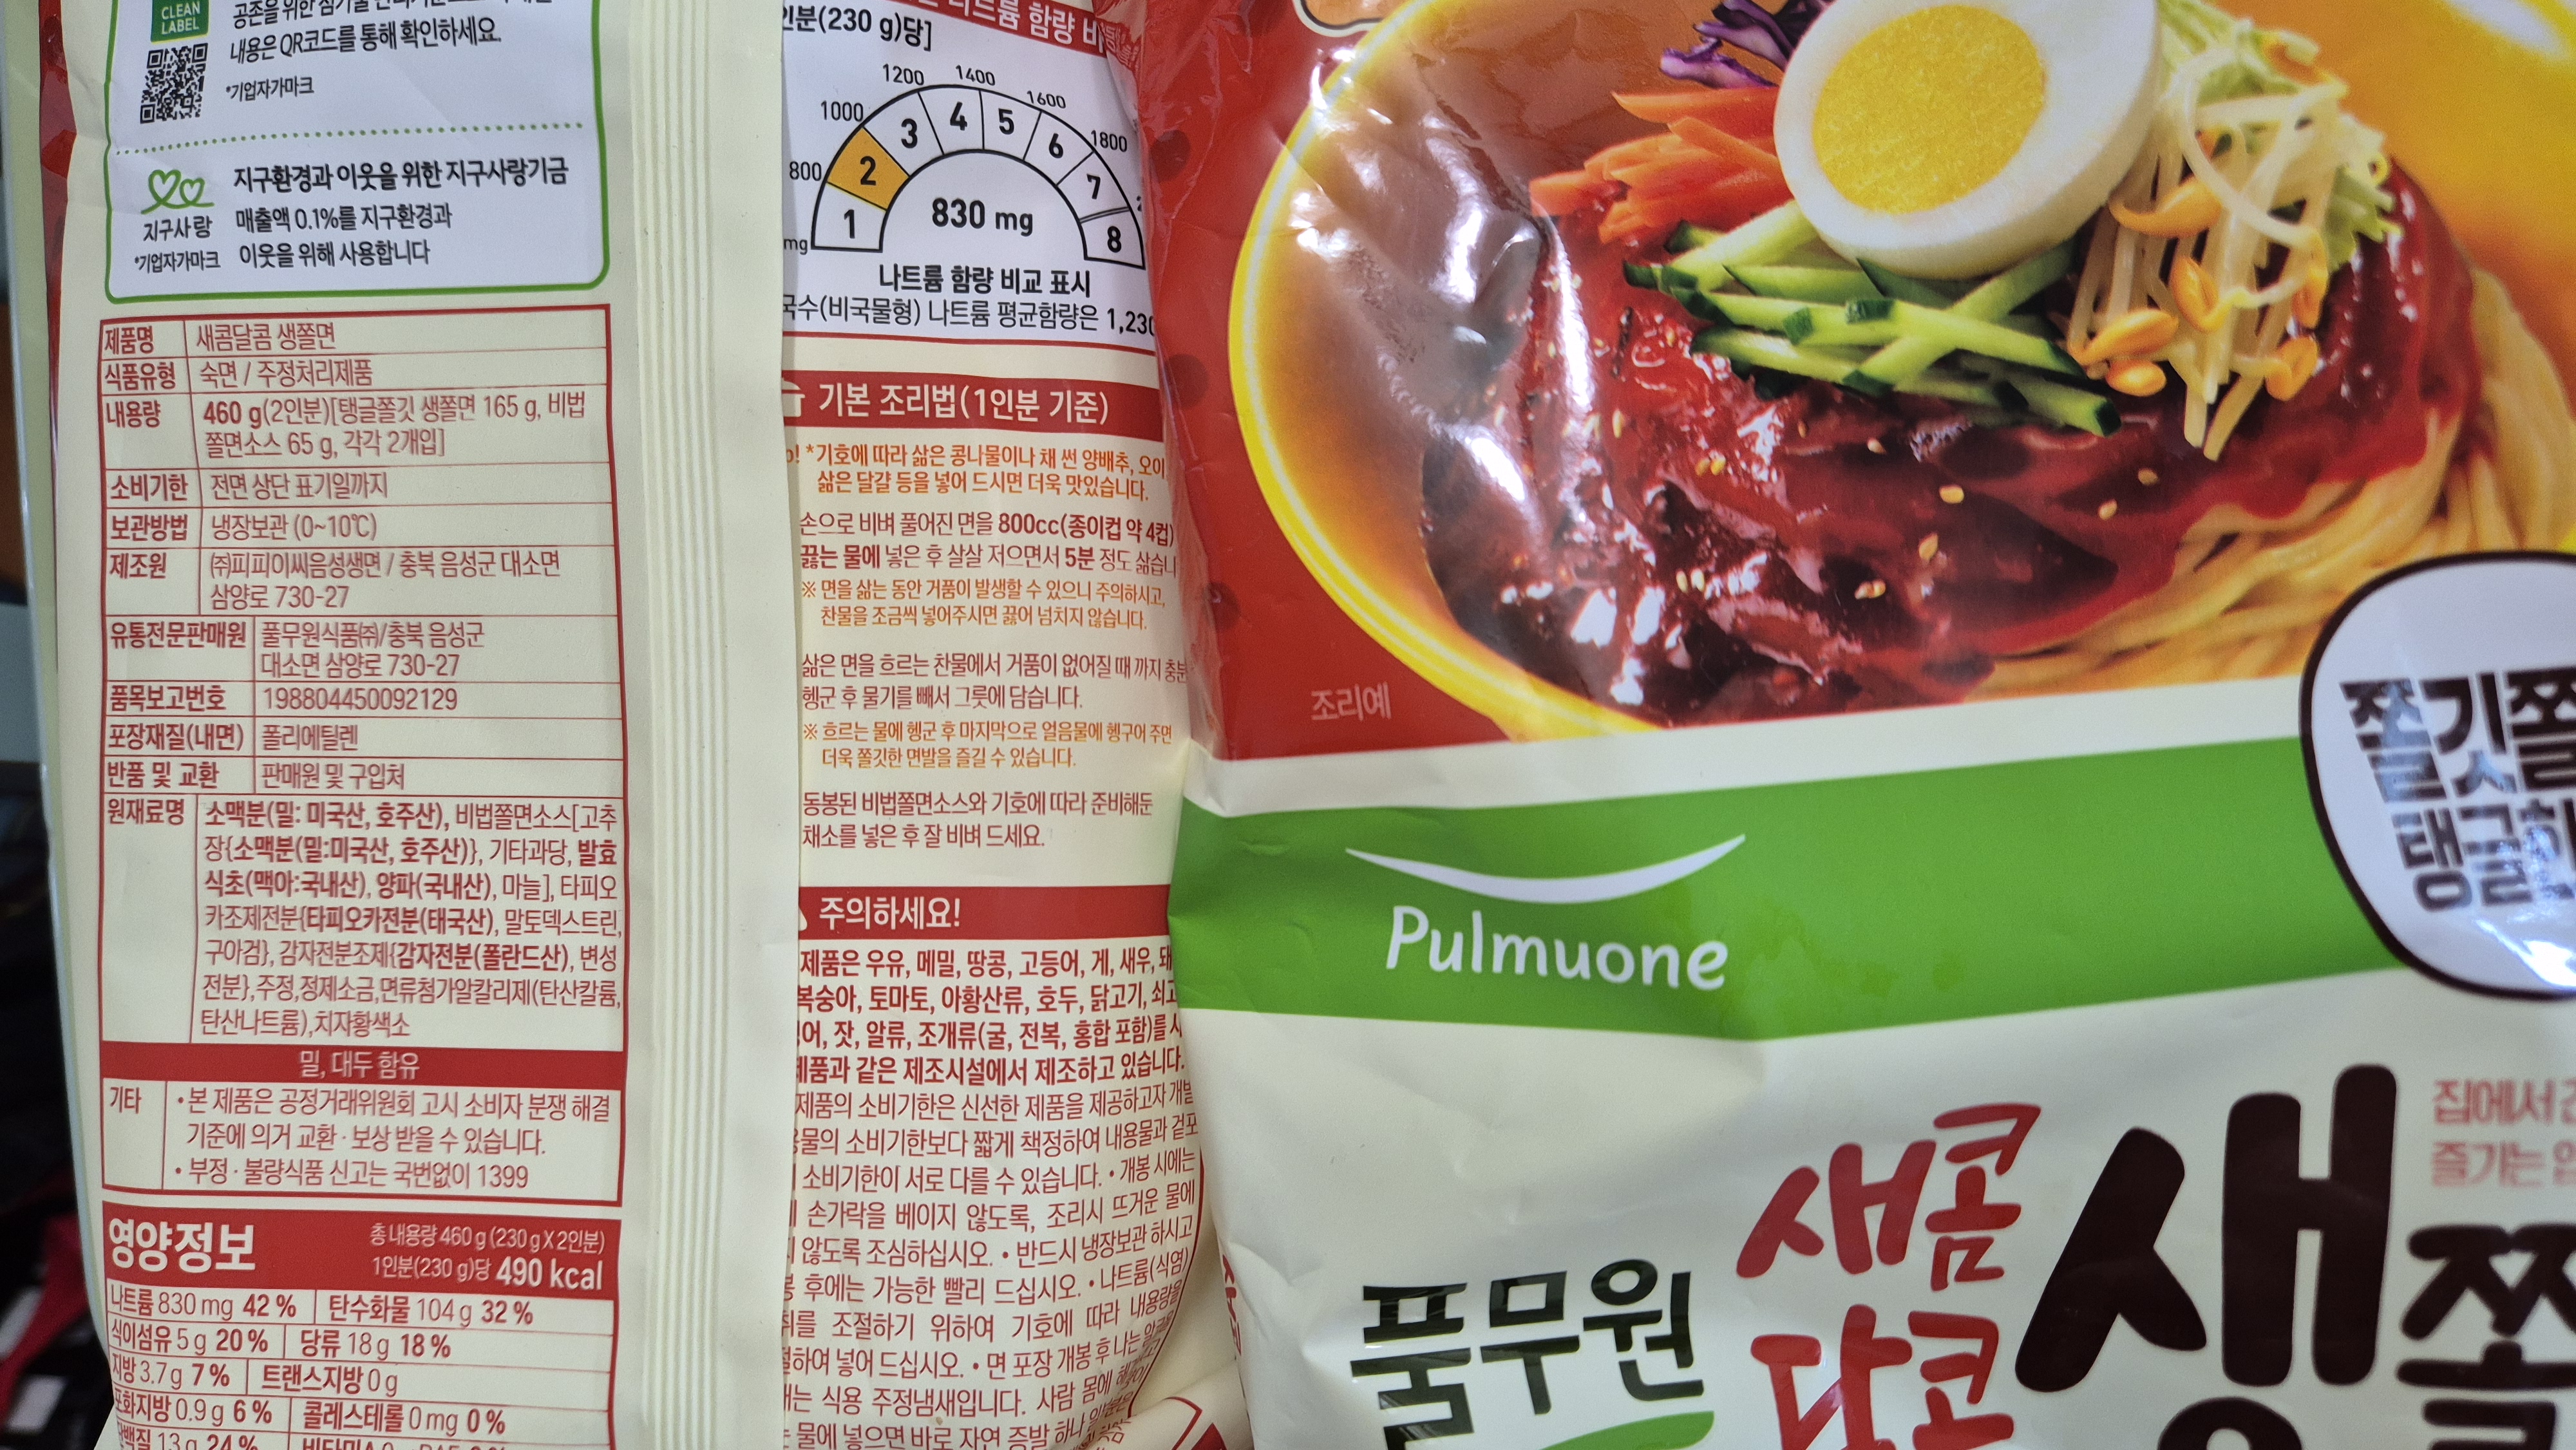 CLEAN
LABEL
내용은 QR코드를 통해 확인하세요.
*기업자가마크
지구사랑
*기업자가마크
지구환경과 이웃을 위한 지구사랑기금
매출액 0.1%를 지구환경과
이웃을 위해 사용합니다
제품명 새콤달콤 생쫄면
식품유형 숙면 / 주정처리제품
내용량 460 g(2인분)[탱글쫄깃 생쫄면 165 g, 비법
쫄면소스 65 g, 각각 2개입]
소비기한 전면 상단 표기일까지
보관방법 냉장보관 (0~10℃)
제조원 ㈜피피이씨음성생면 / 충북 음성군 대소면
삼양로 730-27
유통전문판매원 풀무원식품㈜/충북 음성군
대소면 삼양로 730-27
품목보고번호 198804450092129
포장재질(내면) 폴리에틸렌
반품 및 교환 판매원 및 구입처
원재료명 소맥분(밀: 미국산, 호주산), 비법쫄면소스[고추
장{소맥분(밀:미국산, 호주산)}, 기타과당, 발효
식초(맥아:국내산), 양파(국내산), 마늘], 타피오
카조제전분{타피오카전분(태국산), 말토덱스트린,
구아검}, 감자전분조제{감자전분(폴란드산), 변성
전분}, 주정, 정제소금, 면류첨가알칼리제(탄산칼륨,
탄산나트륨), 치자황색소
밀, 대두 함유
기타 • 본 제품은 공정거래위원회 고시 소비자 분쟁 해결
기준에 의거 교환 · 보상 받을 수 있습니다.
• 부정 · 불량식품 신고는 국번없이 1399
영양정보
총 내용량 460 g (230 g X 2인분)
1인분(230 g)당 490 kcal
나트륨 830 mg 42 % 탄수화물 104 g 32 %
식이섬유 5 g 20 % 당류 18 g 18 %
지방 3.7 g 7 % 트랜스지방 0 g
포화지방 0.9 g 6 % 콜레스테롤 0 mg 0 %
13 g 24 %
나트륨 함량
인분(230 g)당]
800 1000 1200 1400 1600 1800
1 2 3 4 5 6 7 8
mg
830 mg
나트륨 함량 비교 표시
국수(비국물형) 나트륨 평균함량은 1,230
기본 조리법(1인분 기준)
*기호에 따라 삶은 콩나물이나 채 썬 양배추, 오이,
삶은 달걀 등을 넣어 드시면 더욱 맛있습니다.
손으로 비벼 풀어진 면을 800cc(종이컵 약 4컵)
끓는 물에 넣은 후 살살 저으면서 5분 정도 삶습니
※ 면을 삶는 동안 거품이 발생할 수 있으니 주의하시고,
찬물을 조금씩 넣어주시면 끓어 넘치지 않습니다.
삶은 면을 흐르는 찬물에서 거품이 없어질 때 까지 충분
헹군 후 물기를 빼서 그릇에 담습니다.
※ 흐르는 물에 헹군 후 마지막으로 얼음물에 헹구어 주면
더욱 쫄깃한 면발을 즐길 수 있습니다.
동봉된 비법쫄면소스와 기호에 따라 준비해둔
채소를 넣은 후 잘 비벼 드세요.
주의하세요!
제품은 우유, 메밀, 땅콩, 고등어, 게, 새우, 돼
복숭아, 토마토, 아황산류, 호두, 닭고기, 쇠고
어, 잣, 알류, 조개류(굴, 전복, 홍합 포함)를 사
제품과 같은 제조시설에서 제조하고 있습니다.
제품의 소비기한은 신선한 제품을 제공하고자 개별
물의 소비기한보다 짧게 책정하여 내용물과 겉포
소비기한이 서로 다를 수 있습니다. • 개봉 시에는
손가락을 베이지 않도록, 조리시 뜨거운 물에
않도록 조심하십시오. • 반드시 냉장보관 하시고
후에는 가능한 빨리 드십시오. • 나트륨(식염)
취를 조절하기 위하여 기호에 따라 내용량을
절하여 넣어 드십시오. • 면 포장 개봉 후 나는
는 식용 주정냄새입니다. 사람 몸에
물에 넣으면 바로 자연 증발 하
조리예
쫄깃쫄
탱글
Pulmuone
집에서
즐기는
풀무원
새콤
달콤
생쫄